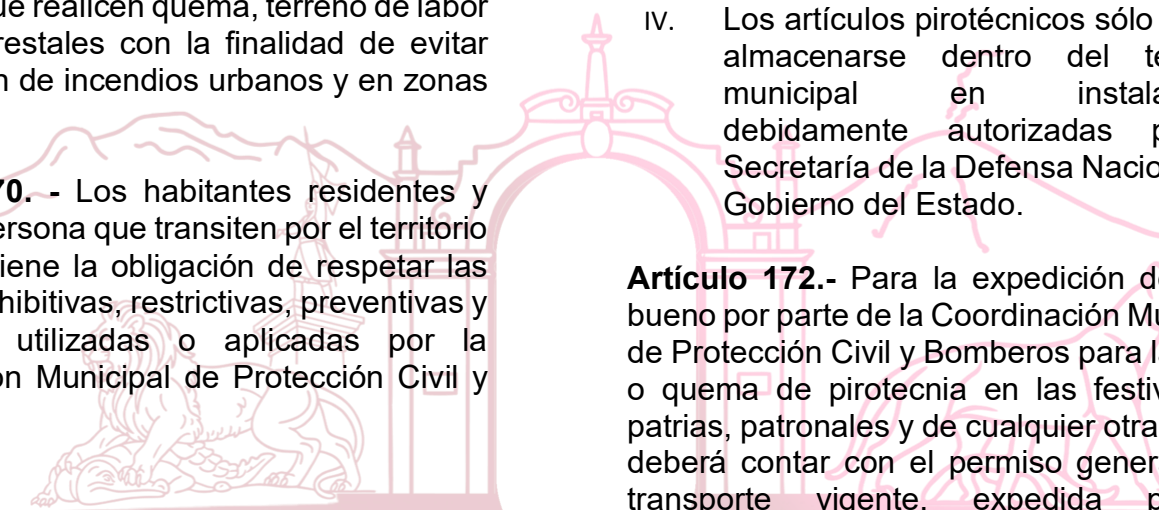 ue realicen quema, terreno de labor
restales con la finalidad de evitar
n de incendios urbanos y en zonas
70. - Los habitantes residentes y
ersona que transiten por el territorio
iene la obligación de respetar las
hibitivas, restrictivas, preventivas y
utilizadas o aplicadas por la
ón Municipal de Protección Civil y
IV. Los artículos pirotécnicos sólo
almacenarse dentro del te
municipal en instala
debidamente autorizadas p
Secretaría de la Defensa Nacio
Gobierno del Estado.
Artículo 172.- Para la expedición de
bueno por parte de la Coordinación Mu
de Protección Civil y Bomberos para l
o quema de pirotecnia en las festiv
patrias, patronales y de cualquier otra
deberá contar con el permiso gener
transporte vigente, expedida p